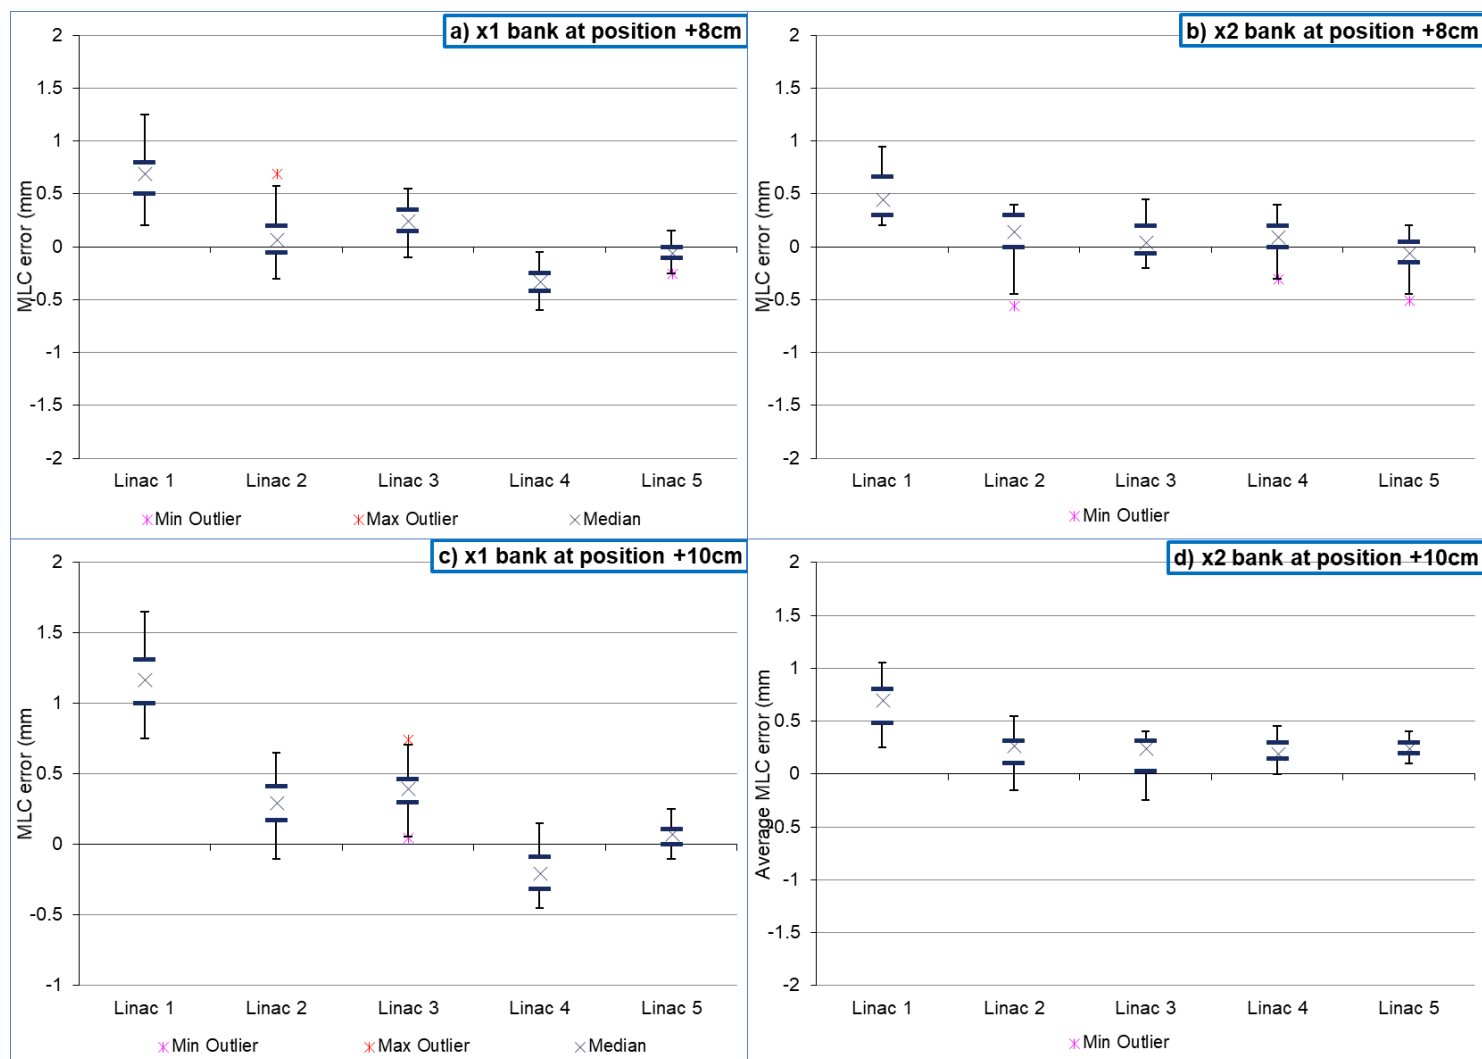 a) x1 bank at position +8cm
MLC error (mm
2
1.5
1
0.5
0
-0.5
-1
-1.5
-2
Linac 1 Linac 2 Linac 3 Linac 4 Linac 5
Min Outlier Max Outlier Median
b) x2 bank at position +8cm
MLC error (mm
2
1.5
1
0.5
0
-0.5
-1
-1.5
-2
Linac 1 Linac 2 Linac 3 Linac 4 Linac 5
Min Outlier
c) x1 bank at position +10cm
MLC error (mm
2
1.5
1
0.5
0
-0.5
-1
Linac 1 Linac 2 Linac 3 Linac 4 Linac 5
Min Outlier Max Outlier Median
d) x2 bank at position +10cm
Average MLC error (mm
2
1.5
1
0.5
0
-0.5
-1
-1.5
-2
Linac 1 Linac 2 Linac 3 Linac 4 Linac 5
Min Outlier